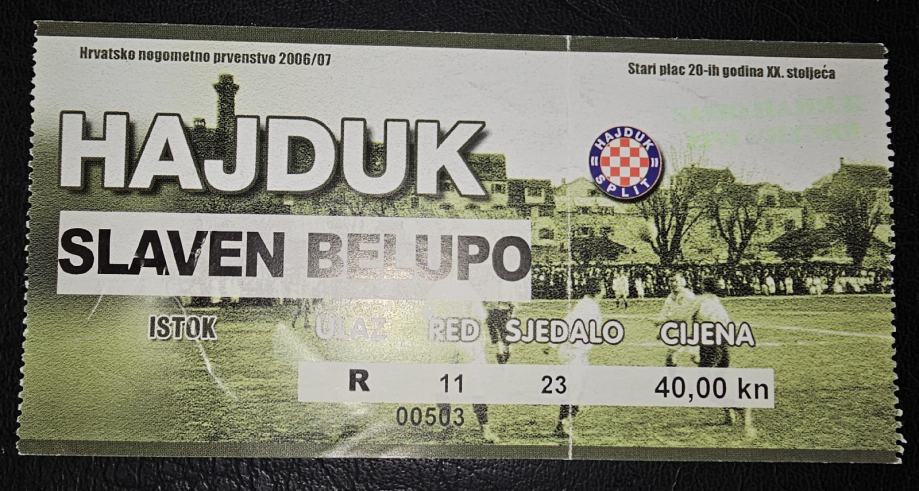 Hrvatsko nogometno prvenstvo 2006/07
Stari plac 20-ih godina XX. stoljeća
HAJDUK
HAJDUK
SPLIT
SLAVEN BELUPO
ISTOK ULAZ RED SJEDALO CIJENA
R 11 23 40,00 kn
00503